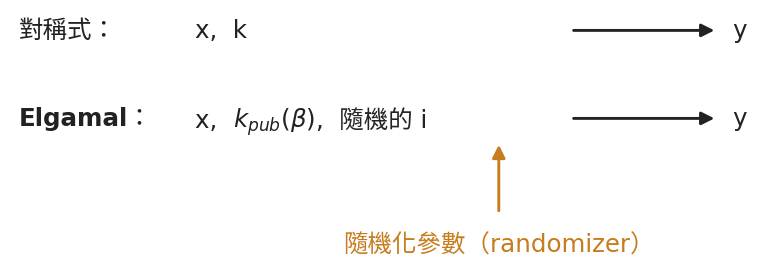 對稱式： x, k y
Elgamal： x, k_pub(β), 隨機的 i y
隨機化參數（randomizer）